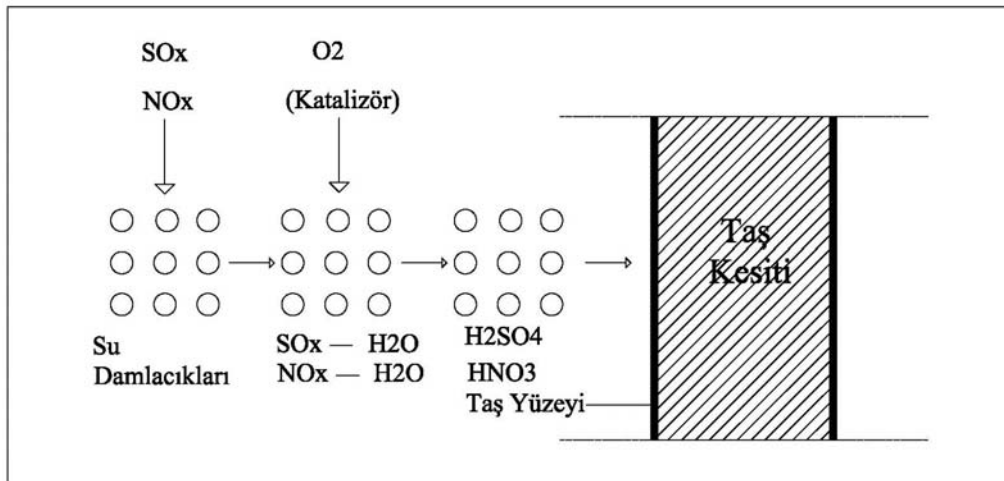 SOx
NOx
O2
(Katalizör)
Su
Damlacıkları
SOx — H2O
NOx — H2O
H2SO4
HNO3
Taş Yüzeyi
Taş
Kesiti